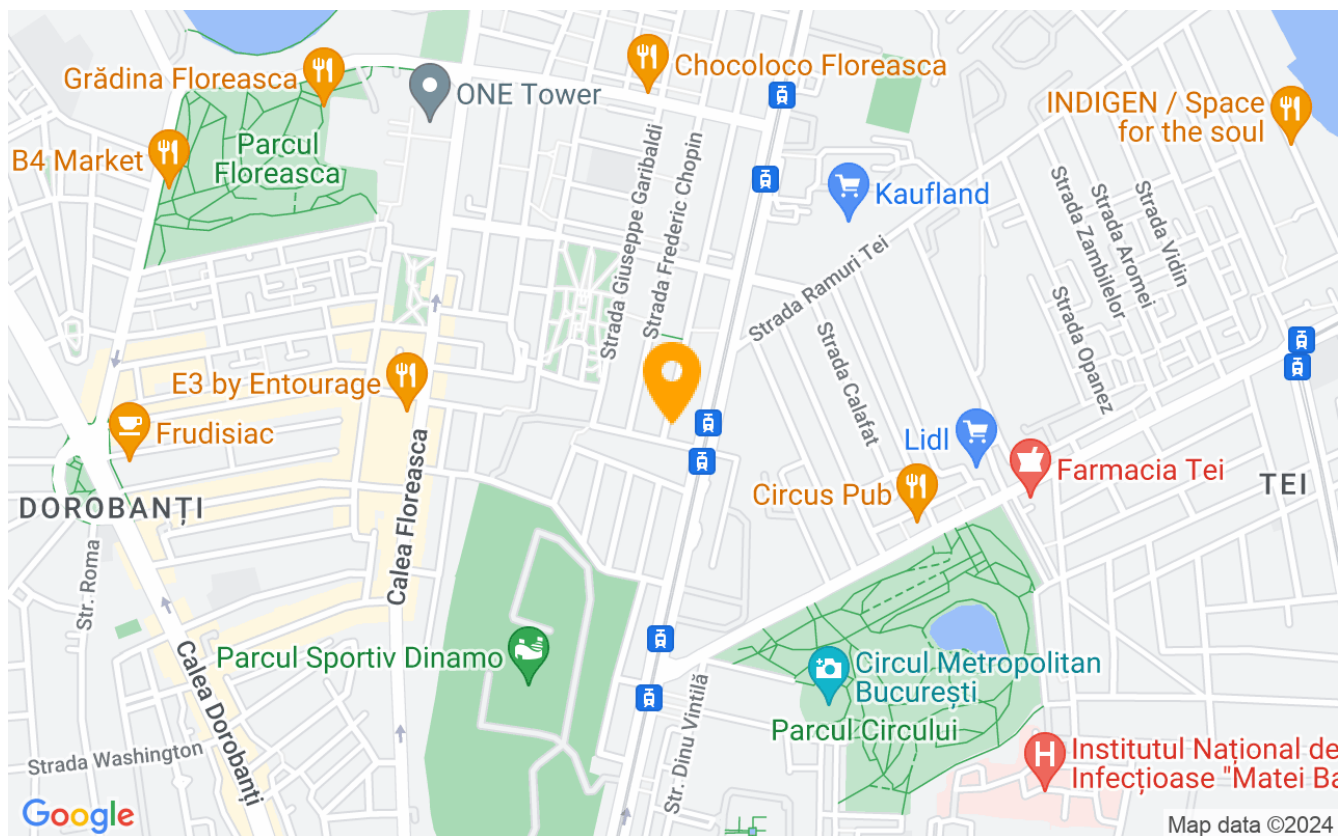 Grădina Floreasca
ONE Tower
Chocoloco Floreasca
INDIGEN / Space
for the soul
B4 Market
Parcul
Floreasca
Strada Giuseppe Garibaldi
Strada Frederic Chopin
Kaufland
Strada Ramuri Tei
Strada Zambilelor
Strada Aromei
Strada Vidin
Strada Opanez
Strada Calafat
E3 by Entourage
Frudisiac
Calea Floreasca
Lidl
Farmacia Tei
Circus Pub
TEI
DOROBANȚI
Str. Roma
Calea Dorobanți
Parcul Sportiv Dinamo
Circul Metropolitan
București
Parcul Circului
Str. Dinu Vintilă
Strada Washington
H
Institutul Național de
Infecțioase "Matei Ba
Google
Map data ©2024